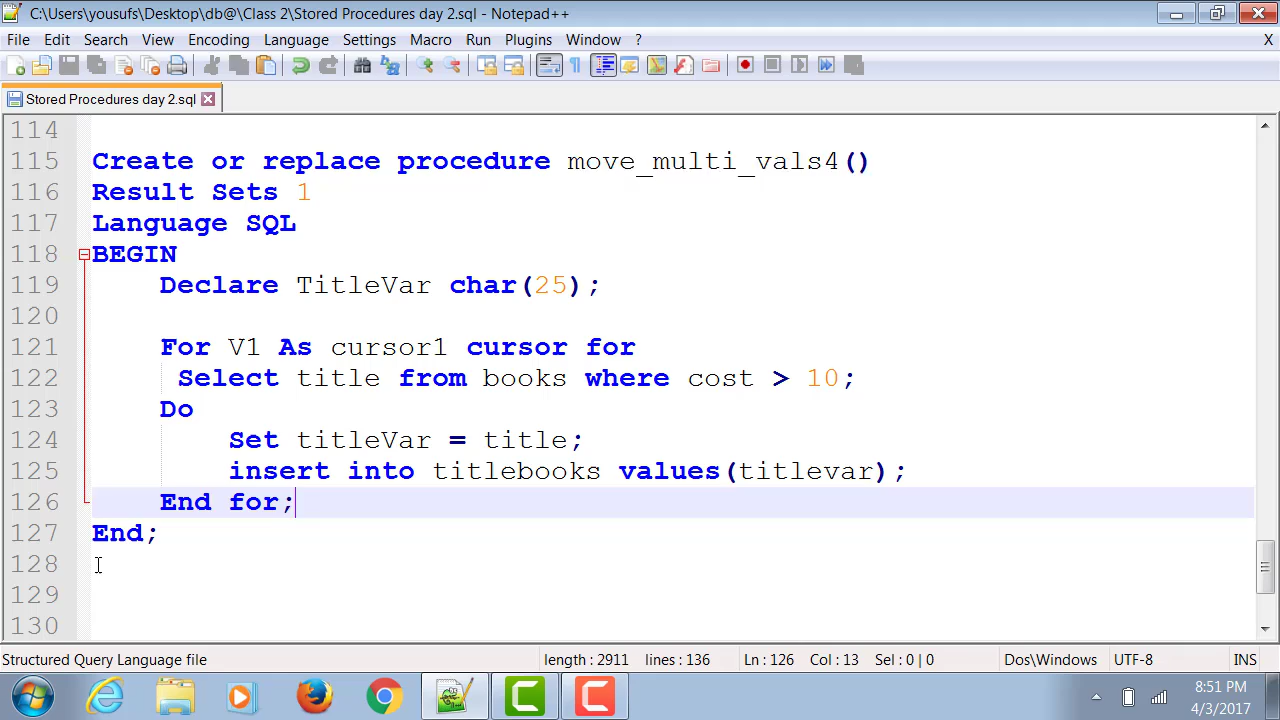 C:\Users\yousufs\Desktop\db@\Class 2\Stored Procedures day 2.sql - Notepad++
File Edit Search View Encoding Language Settings Macro Run Plugins Window ? X
Stored Procedures day 2.sql
114
115 Create or replace procedure move_multi_vals4()
116 Result Sets 1
117 Language SQL
118 BEGIN
119 Declare TitleVar char(25);
120
121 For V1 As cursor1 cursor for
122 Select title from books where cost > 10;
123 Do
124 Set titleVar = title;
125 insert into titlebooks values(titlevar);
126 End for;
127 End;
128
129
130
Structured Query Language file length : 2911 lines : 136 Ln : 126 Col : 13 Sel : 0 | 0 Dos\Windows UTF-8 INS
8:51 PM
4/3/2017